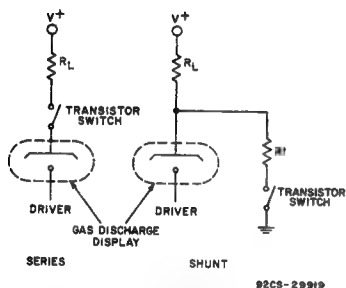 V+
V+
RL
RL
TRANSISTOR
SWITCH
TRANSISTOR
SWITCH
DRIVER
DRIVER
GAS DISCHARGE
DISPLAY
SERIES
SHUNT
92CS-29919